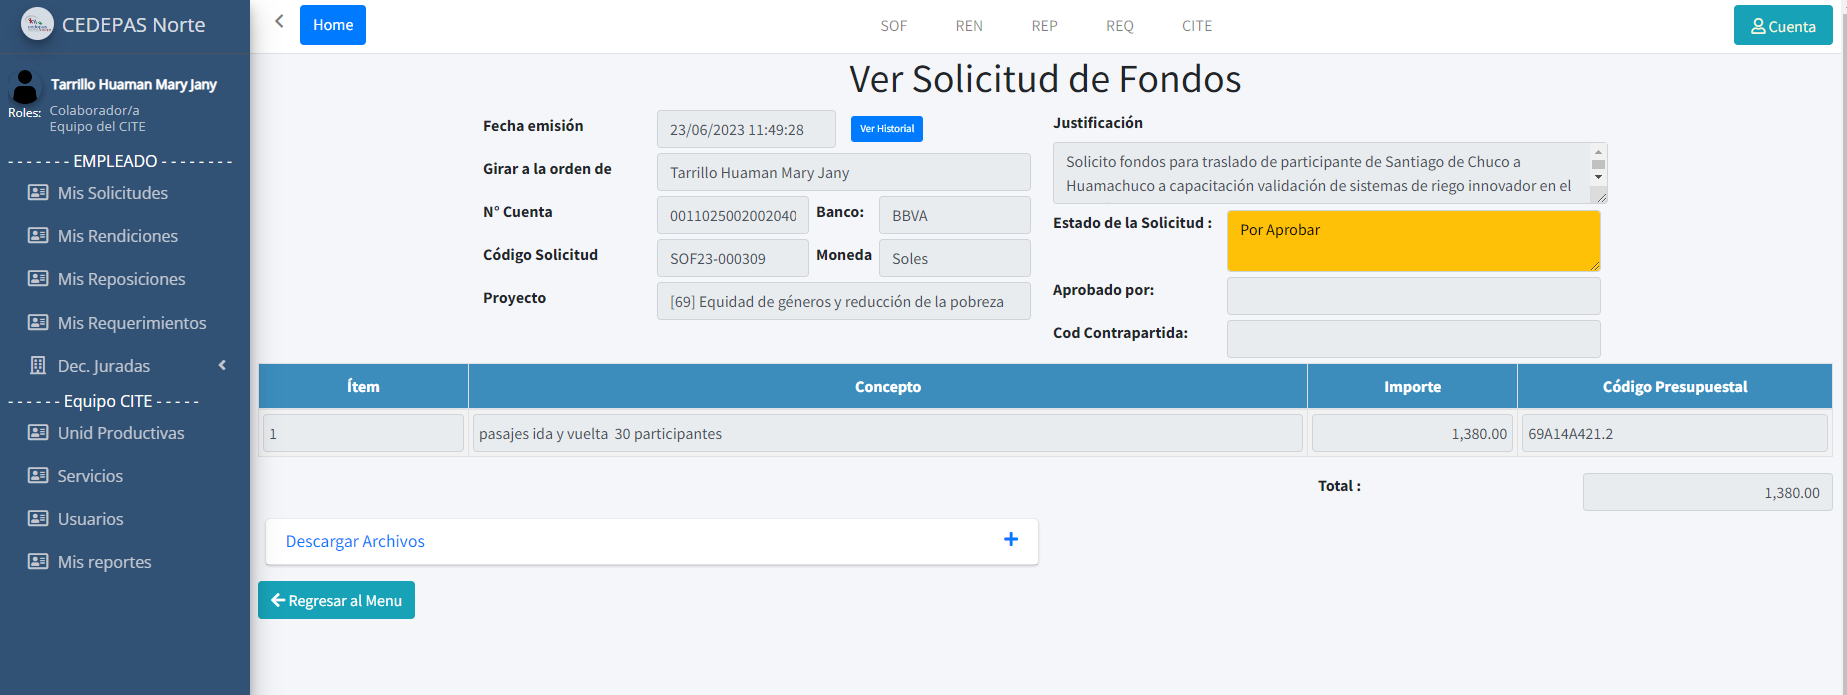 CEDEPAS Norte
Home
SOF
REN
REP
REQ
CITE
Cuenta
Tarrillo Huaman Mary Jany
Roles:
Colaborador/a
Equipo del CITE
- - - - - - - EMPLEADO - - - - - - - -
Mis Solicitudes
Mis Rendiciones
Mis Reposiciones
Mis Requerimientos
Dec. Juradas
- - - - - - Equipo CITE - - - - -
Unid Productivas
Servicios
Usuarios
Mis reportes
Ver Solicitud de Fondos
Fecha emisión
23/06/2023 11:49:28
Ver Historial
Girar a la orden de
Tarrillo Huaman Mary Jany
N° Cuenta
0011025002002040
Banco:
BBVA
Código Solicitud
SOF23-000309
Moneda
Soles
Proyecto
[69] Equidad de géneros y reducción de la pobreza
Justificación
Solicito fondos para traslado de participante de Santiago de Chuco a
Huamachuco a capacitación validación de sistemas de riego innovador en el
Estado de la Solicitud :
Por Aprobar
Aprobado por:
Cod Contrapartida:
Ítem
Concepto
Importe
Código Presupuestal
1
pasajes ida y vuelta  30 participantes
1,380.00
69A14A421.2
Total :
1,380.00
Descargar Archivos
Regresar al Menu